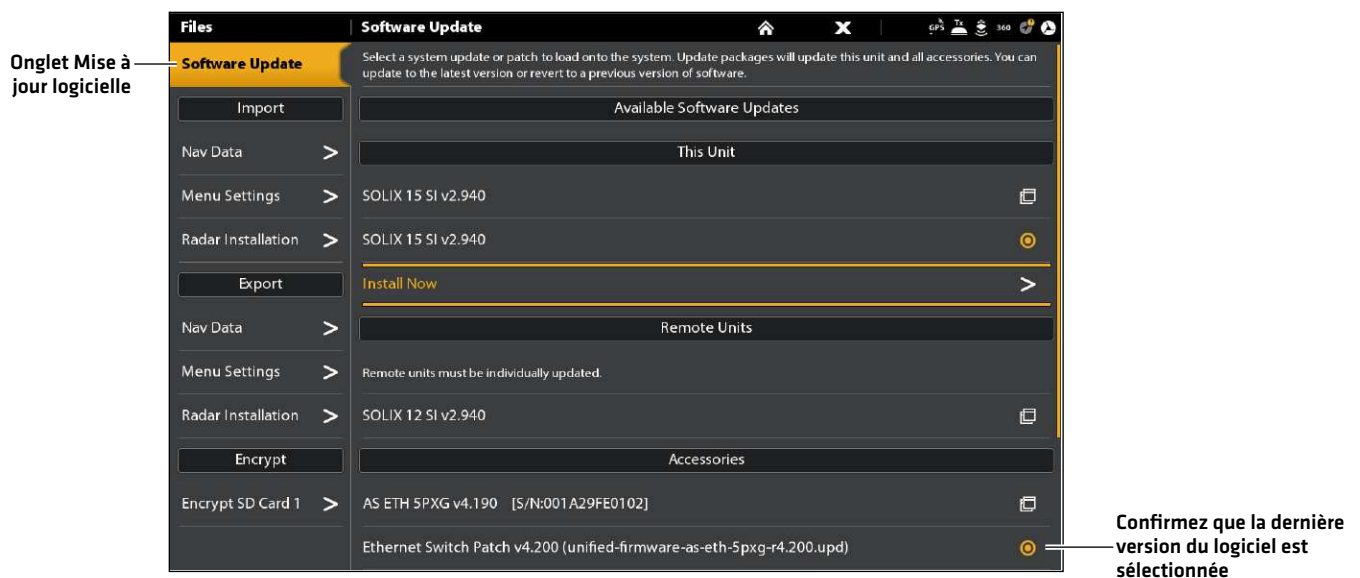 Files
Software Update
GPS
Tx
360
Onglet Mise à
jour logicielle
Software Update
Select a system update or patch to load onto the system. Update packages will update this unit and all accessories. You can
update to the latest version or revert to a previous version of software.
Import
Available Software Updates
Nav Data
This Unit
Menu Settings
SOLIX 15 SI v2.940
Radar Installation
SOLIX 15 SI v2.940
Export
Install Now
Nav Data
Remote Units
Menu Settings
Remote units must be individually updated.
Radar Installation
SOLIX 12 SI v2.940
Encrypt
Accessories
Encrypt SD Card 1
AS ETH 5PXG v4.190 [S/N:001A29FE0102]
Ethernet Switch Patch v4.200 (unified-firmware-as-eth-5pxg-r4.200.upd)
Confirmez que la dernière
version du logiciel est
sélectionnée